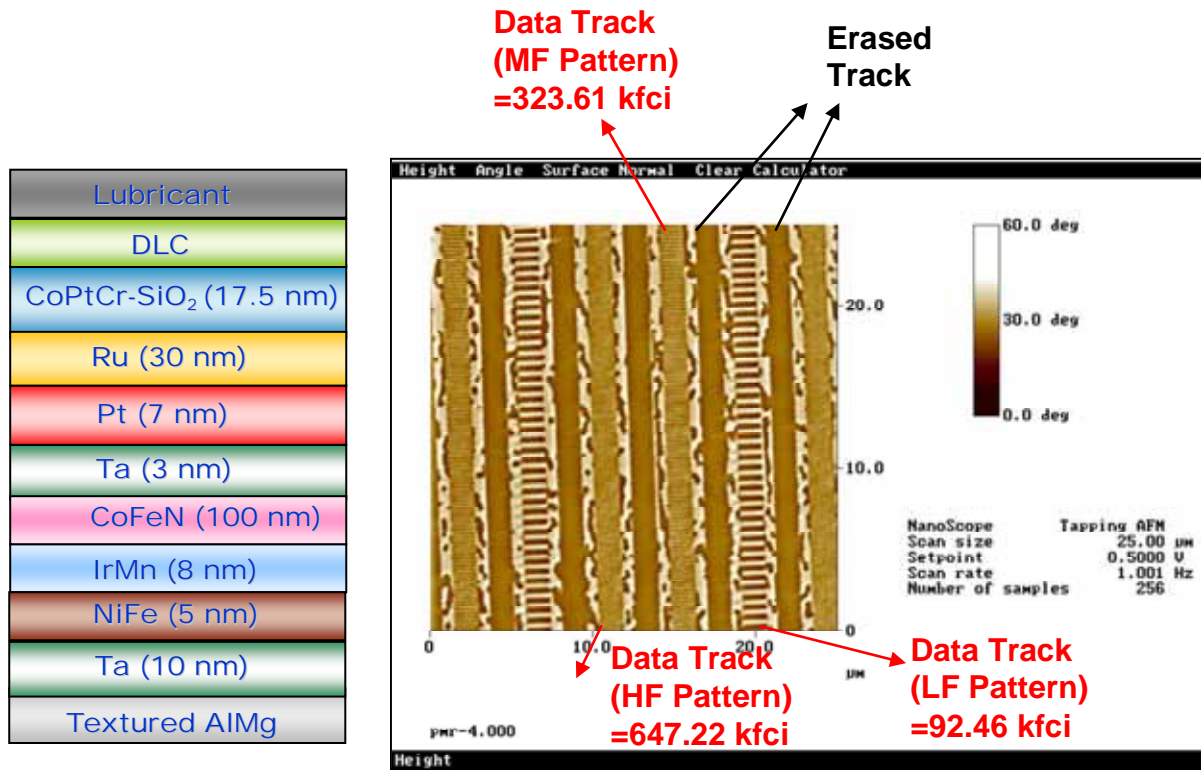 Data Track
(MF Pattern)
=323.61 kfci
Erased
Track
Lubricant
DLC
CoPtCr-SiO₂ (17.5 nm)
Ru (30 nm)
Pt (7 nm)
Ta (3 nm)
CoFeN (100 nm)
IrMn (8 nm)
NiFe (5 nm)
Ta (10 nm)
Textured AlMg
Height Angle Surface Normal Clear Calculator
60.0 deg
30.0 deg
0.0 deg
20.0
10.0
0
0
10.0
20.0
µM
NanoScope Tapping AFM
Scan size 25.00 µm
Setpoint 0.5000 V
Scan rate 1.001 Hz
Number of samples 256
Data Track
(HF Pattern)
=647.22 kfci
Data Track
(LF Pattern)
=92.46 kfci
pmr-4.000
Height